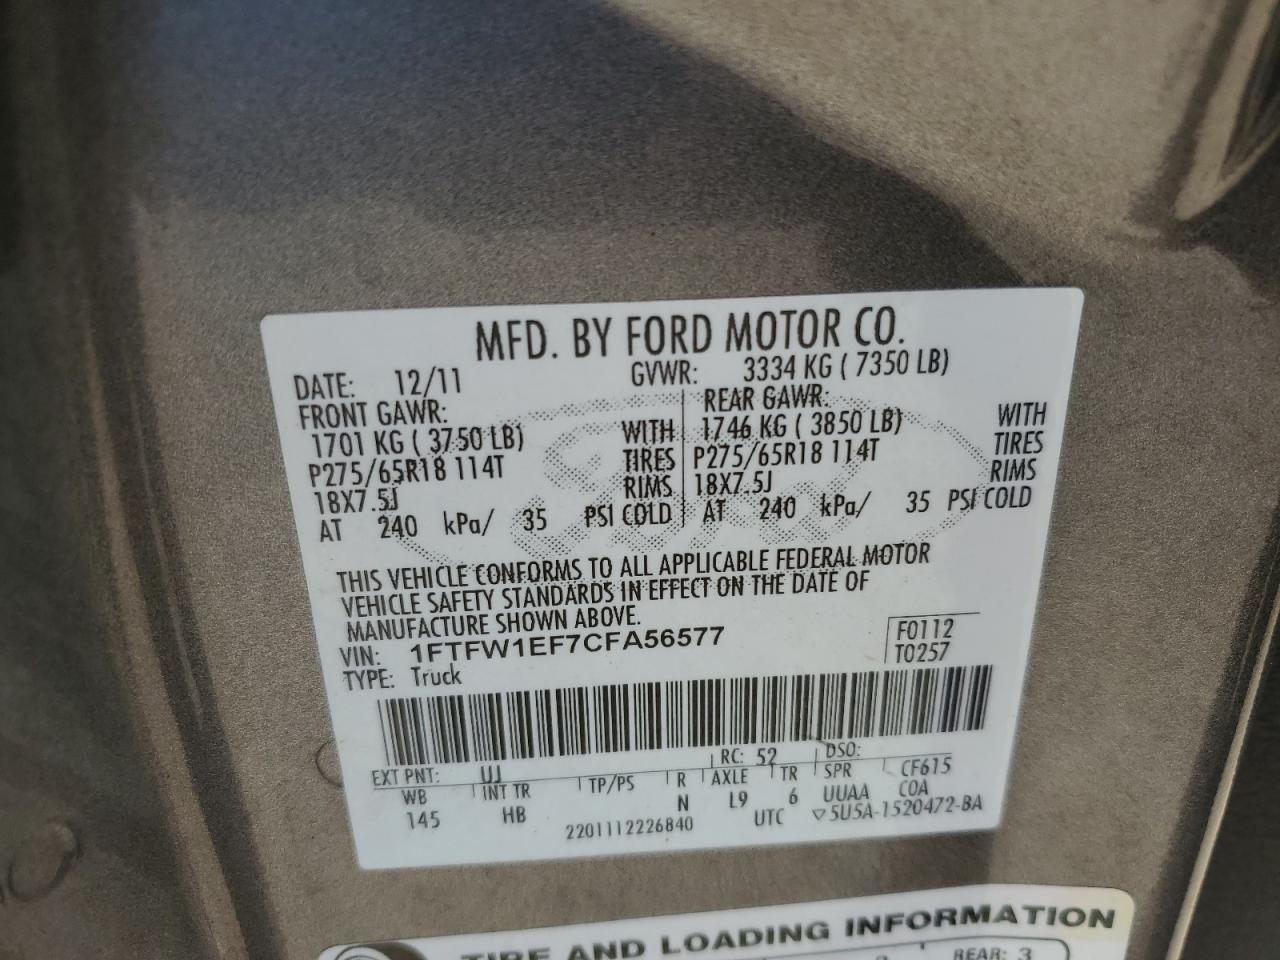 MFD. BY FORD MOTOR CO.
DATE: 12/11 GVWR: 3334 KG ( 7350 LB)
FRONT GAWR: REAR GAWR:
1701 KG ( 3750 LB) WITH 1746 KG ( 3850 LB) WITH
P275/65R18 114T TIRES P275/65R18 114T TIRES
18X7.5J RIMS 18X7.5J RIMS
AT 240 kPa/ 35 PSI COLD AT 240 kPa/ 35 PSI COLD
THIS VEHICLE CONFORMS TO ALL APPLICABLE FEDERAL MOTOR
VEHICLE SAFETY STANDARDS IN EFFECT ON THE DATE OF
MANUFACTURE SHOWN ABOVE.
VIN: 1FTFW1EF7CFA56577 F0112
TYPE: Truck T0257
EXT PNT: UJ RC: 52 DSO:
WB INT TR TP/PS R AXLE TR SPR CF615
145 HB N L9 6 UUAA COA
2201112226840 UTC ▽5U5A-1520472-BA
TIRE AND LOADING INFORMATION
REAR: 3